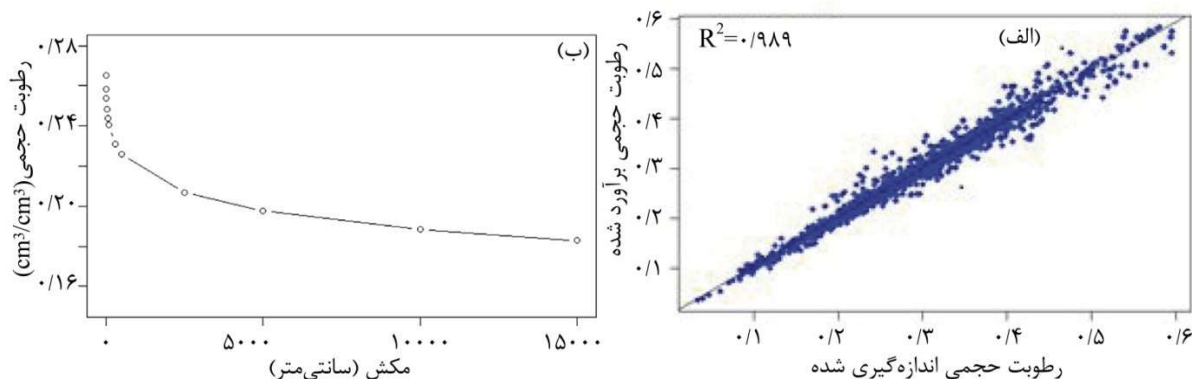 (الف)
R²=۰/۹۸۹
رطوبت حجمی برآورد شده
۰/۶
۰/۵
۰/۴
۰/۳
۰/۲
۰/۱
۰/۱ ۰/۲ ۰/۳ ۰/۴ ۰/۵ ۰/۶
رطوبت حجمی اندازه‌گیری شده
(ب)
رطوبت حجمی(cm³/cm³)
۰/۲۸
۰/۲۴
۰/۲۰
۰/۱۶
۰ ۵۰۰۰ ۱۰۰۰۰ ۱۵۰۰۰
مکش (سانتی‌متر)